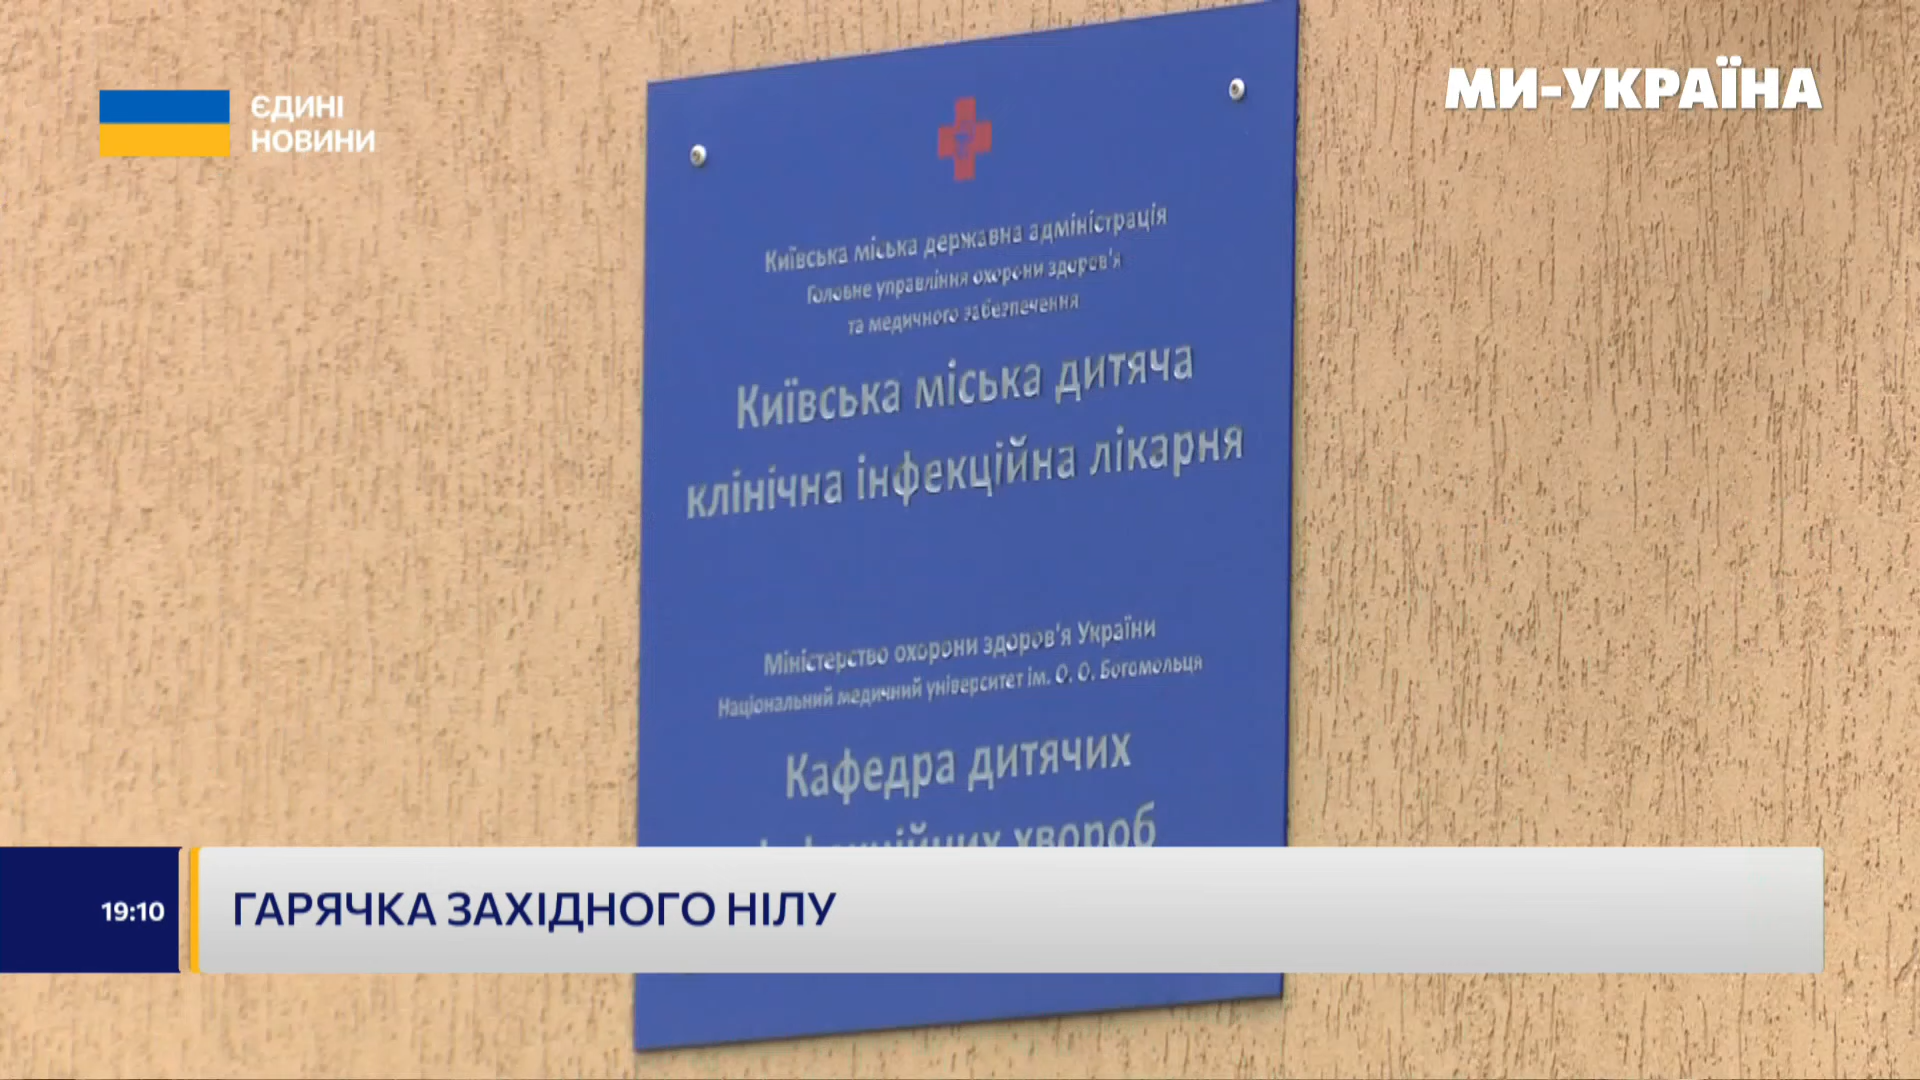 ЄДИНІ
НОВИНИ
МИ-УКРАЇНА
Київська міська державна адміністрація
Головне управління охорони здоров'я
та медичного забезпечення
Київська міська дитяча
клінічна інфекційна лікарня
Міністерство охорони здоров'я України
Національний медичний університет ім. О. О. Богомольця
Кафедра дитячих
хвороб
19:10
ГАРЯЧКА ЗАХІДНОГО НІЛУ